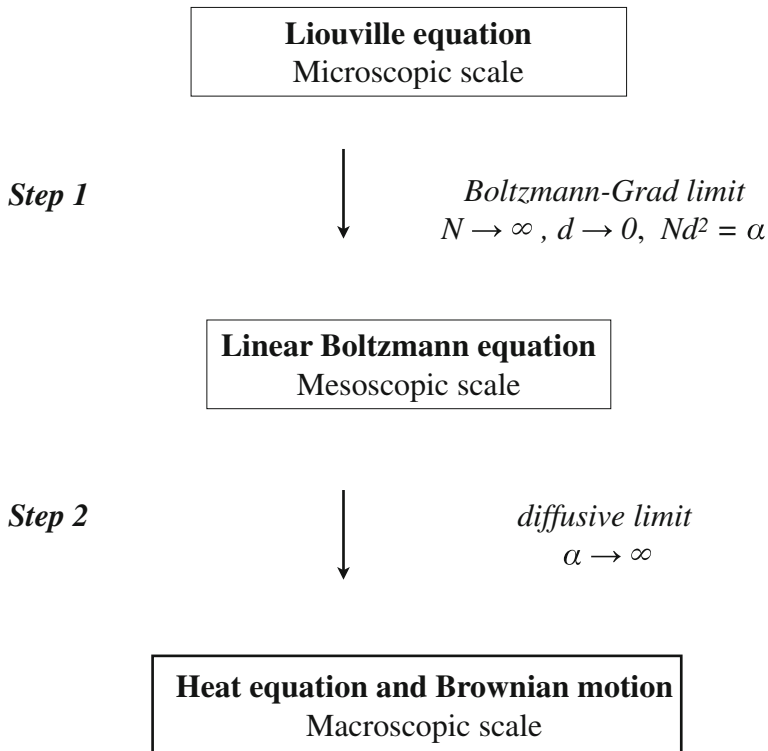 Liouville equation
Microscopic scale
Step 1
Boltzmann-Grad limit
N → ∞ , d → 0, Nd² = α
Linear Boltzmann equation
Mesoscopic scale
Step 2
diffusive limit
α → ∞
Heat equation and Brownian motion
Macroscopic scale